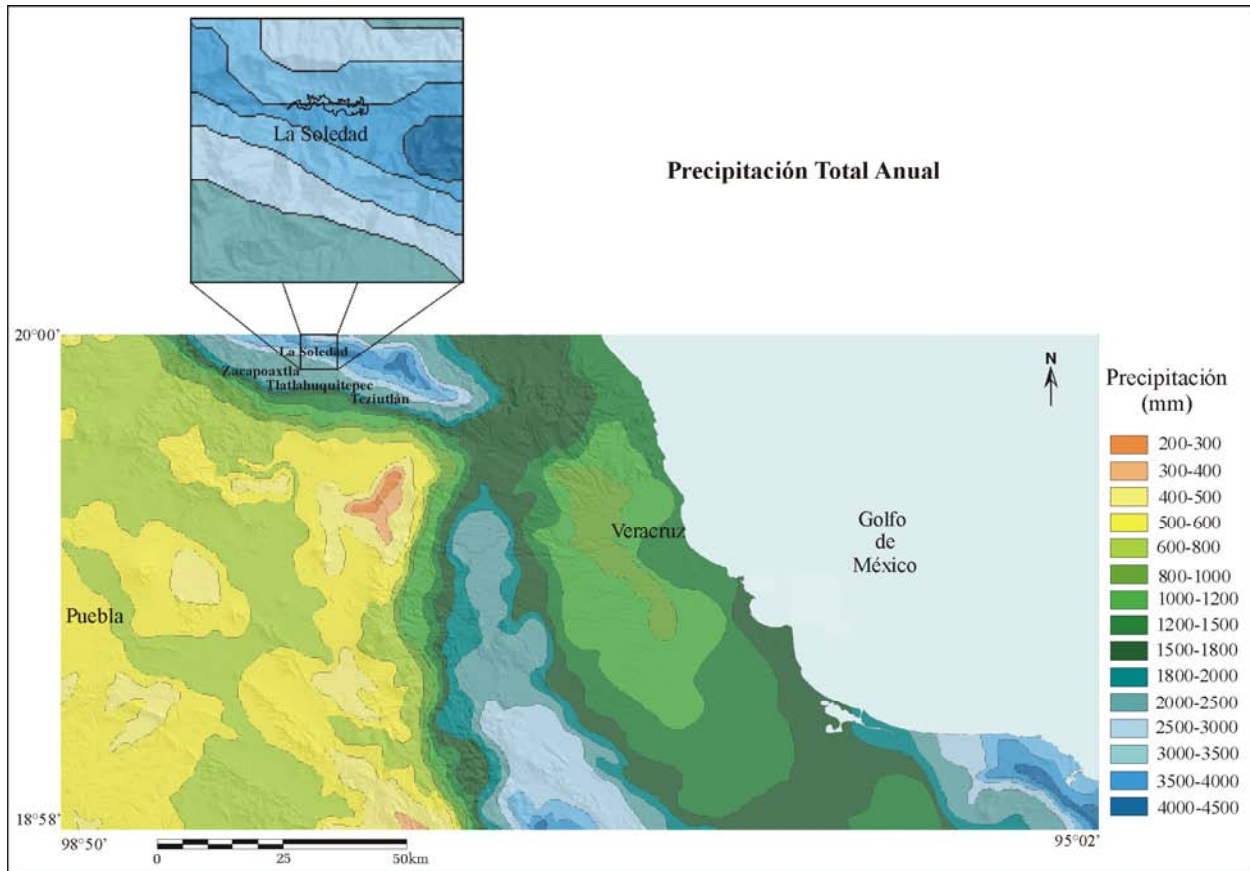 La Soledad
Precipitación Total Anual
20°00'
La Soledad
Zacapoaxtla
Tlatlahuquitepec
Teziutlán
N
Precipitación
(mm)
200-300
300-400
400-500
500-600
600-800
800-1000
1000-1200
1200-1500
1500-1800
1800-2000
2000-2500
2500-3000
3000-3500
3500-4000
4000-4500
Veracruz
Golfo
de
México
Puebla
18°58'
98°50'
95°02'
0
25
50km